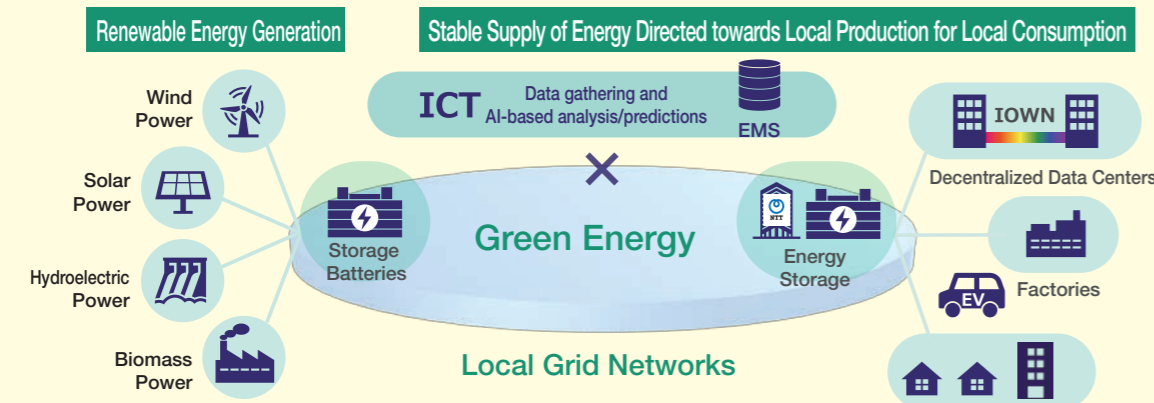 Renewable Energy Generation
Stable Supply of Energy Directed towards Local Production for Local Consumption
Wind
Power
Solar
Power
Hydroelectric
Power
Biomass
Power
ICT
Data gathering and
AI-based analysis/predictions
EMS
×
Storage
Batteries
Green Energy
NTT
Energy
Storage
Local Grid Networks
IOWN
Decentralized Data Centers
Factories
EV